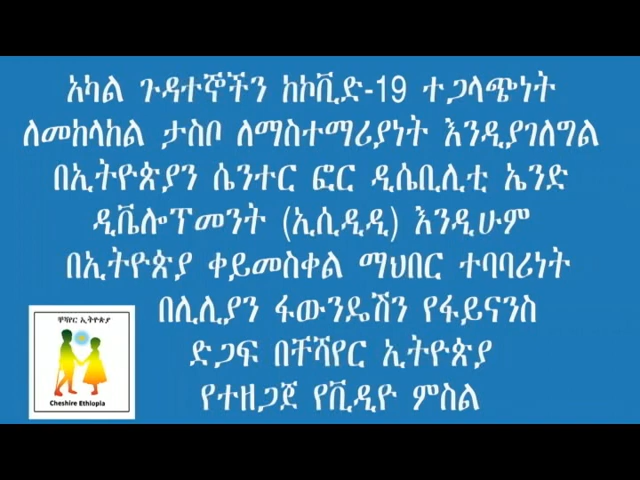 አካል ጉዳተኞችን ከኮቪድ-19 ተጋላጭነት
ለመከላከል ታስቦ ለማስተማሪያነት እንዲያገለግል
በኢትዮጵያን ሴንተር ፎር ዲሴቢሊቲ ኤንድ
ዲቬሎፕመንት (ኢሲዲዲ) እንዲሁም
በኢትዮጵያ ቀይመስቀል ማህበር ተባባሪነት
በሊሊያን ፋውንዴሽን የፋይናንስ
ድጋፍ በቸሻየር ኢትዮጵያ
የተዘጋጀ የቪዲዮ ምስል
ቸሻየር ኢትዮጵያ
Cheshire Ethiopia